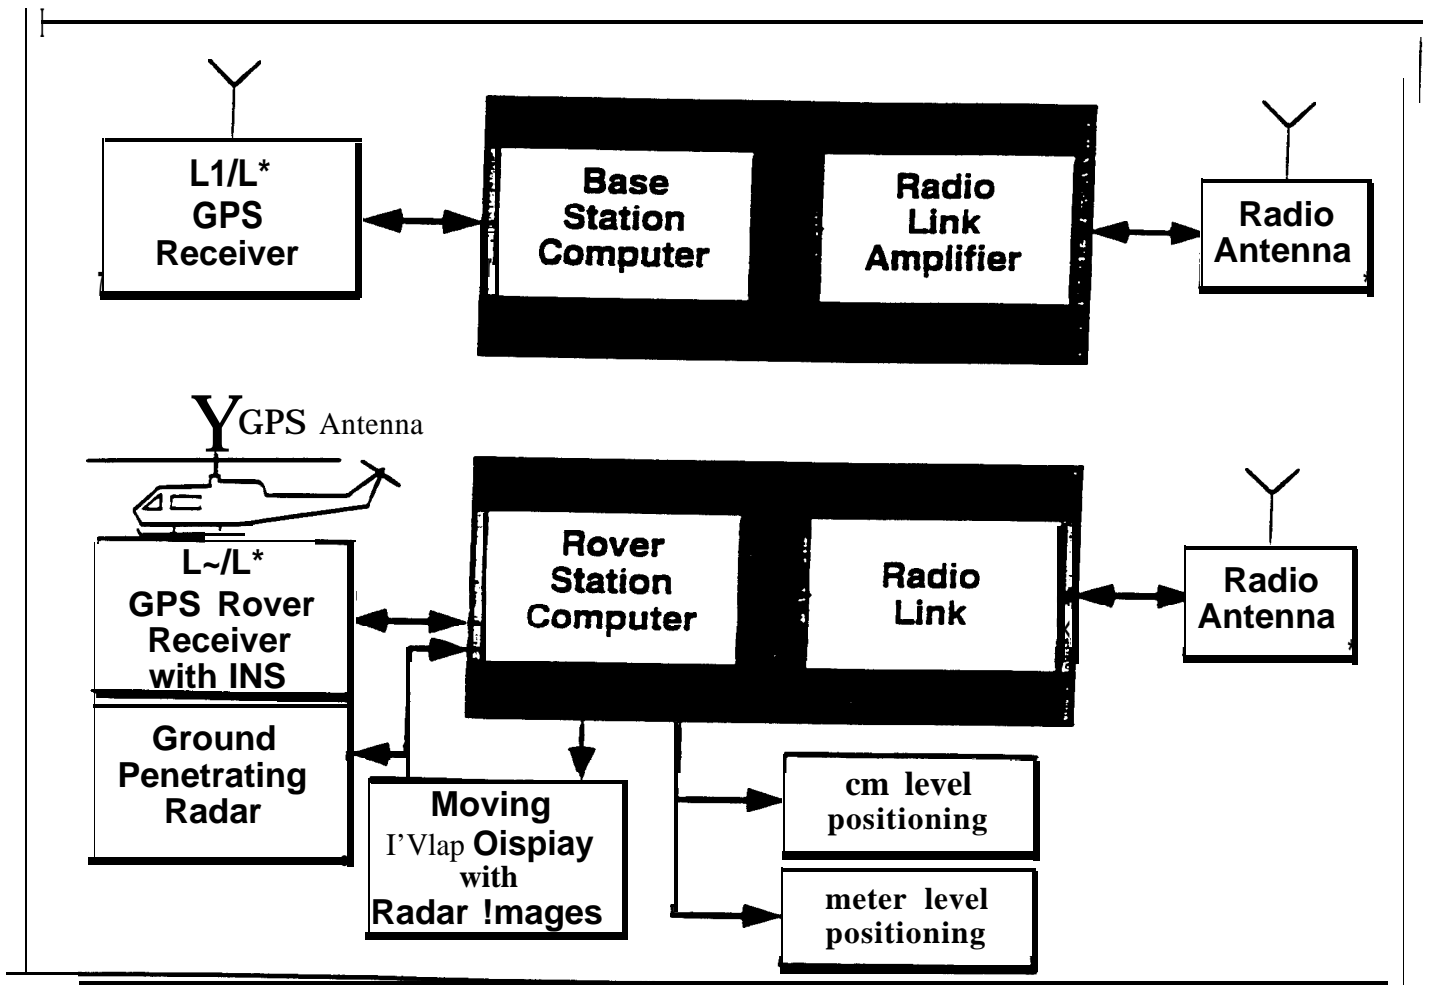 L1/L*
GPS
Receiver
Base
Station
Computer
Radio
Link
Amplifier
Radio
Antenna
*
Y GPS Antenna
L~/L*
GPS Rover
Receiver
with INS
Ground
Penetrating
Radar
Rover
Station
Computer
Radio
Link
Radio
Antenna
*
Moving
I'Vlap Oispiay
with
Radar !mages
cm level
positioning
meter level
positioning